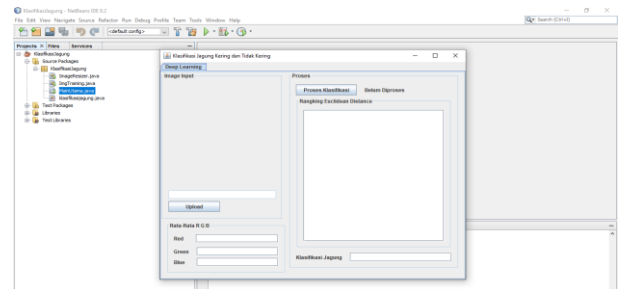 KlasifikasiJagung - NetBeans IDE 8.2
File Edit View Navigate Source Refactor Run Debug Profile Team Tools Window Help
Search (Ctrl+I)
<default config>
Projects × Files Services
KlasifikasiJagung
Source Packages
KlasifikasiJagung
ImageResizer.java
ImgTraining.java
MainUtama.java
klasifikasijagung.java
Test Packages
Libraries
Test Libraries
Klasifikasi Jagung Kering dan Tidak Kering
Deep Learning
Image Input
Upload
Rata-Rata R G B
Red
Green
Blue
Proses
Proses Klasifikasi Belum Diproses
Rangking Euclidean Distance
Klasifikasi Jagung